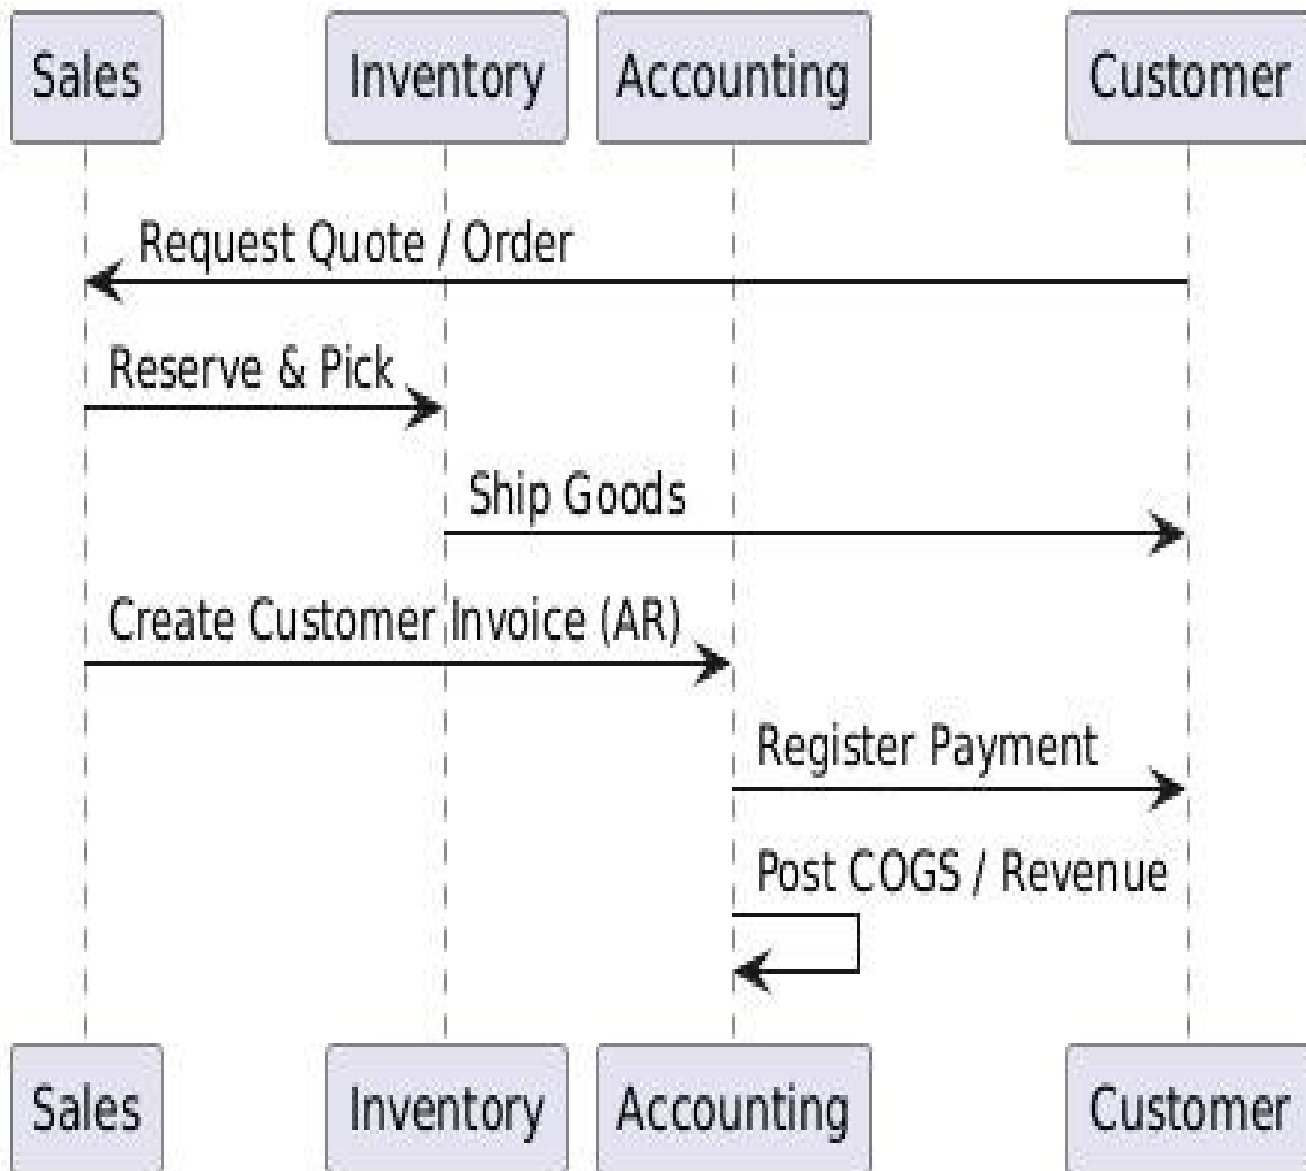 Sales Inventory Accounting Customer
Request Quote / Order
Reserve & Pick
Ship Goods
Create Customer Invoice (AR)
Register Payment
Post COGS / Revenue
Sales Inventory Accounting Customer